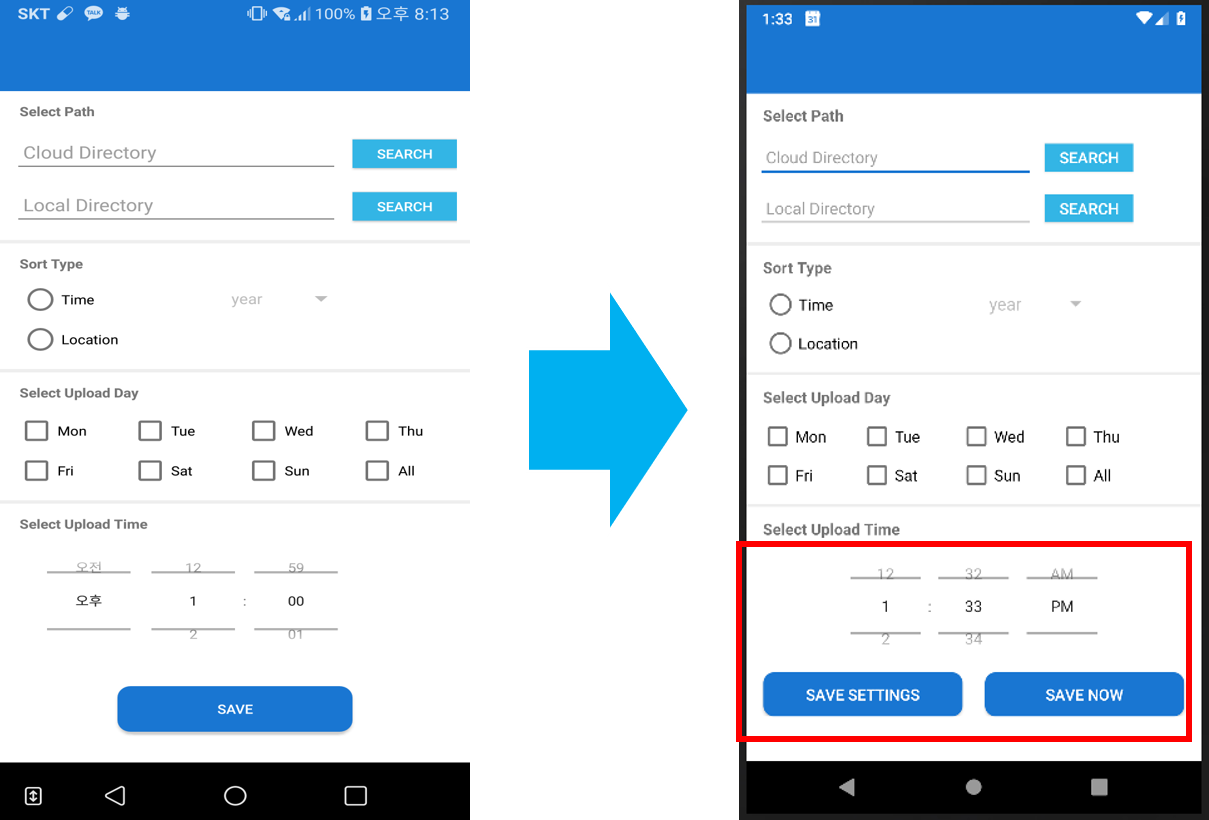 SKT TALK 100% 오후 8:13
Select Path
Cloud Directory SEARCH
Local Directory SEARCH
Sort Type
Time year
Location
Select Upload Day
Mon Tue Wed Thu
Fri Sat Sun All
Select Upload Time
오전 12 59
오후 1 : 00
2 01
SAVE
1:33 31
Select Path
Cloud Directory SEARCH
Local Directory SEARCH
Sort Type
Time year
Location
Select Upload Day
Mon Tue Wed Thu
Fri Sat Sun All
Select Upload Time
12 32 AM
1 : 33 PM
2 34
SAVE SETTINGS SAVE NOW